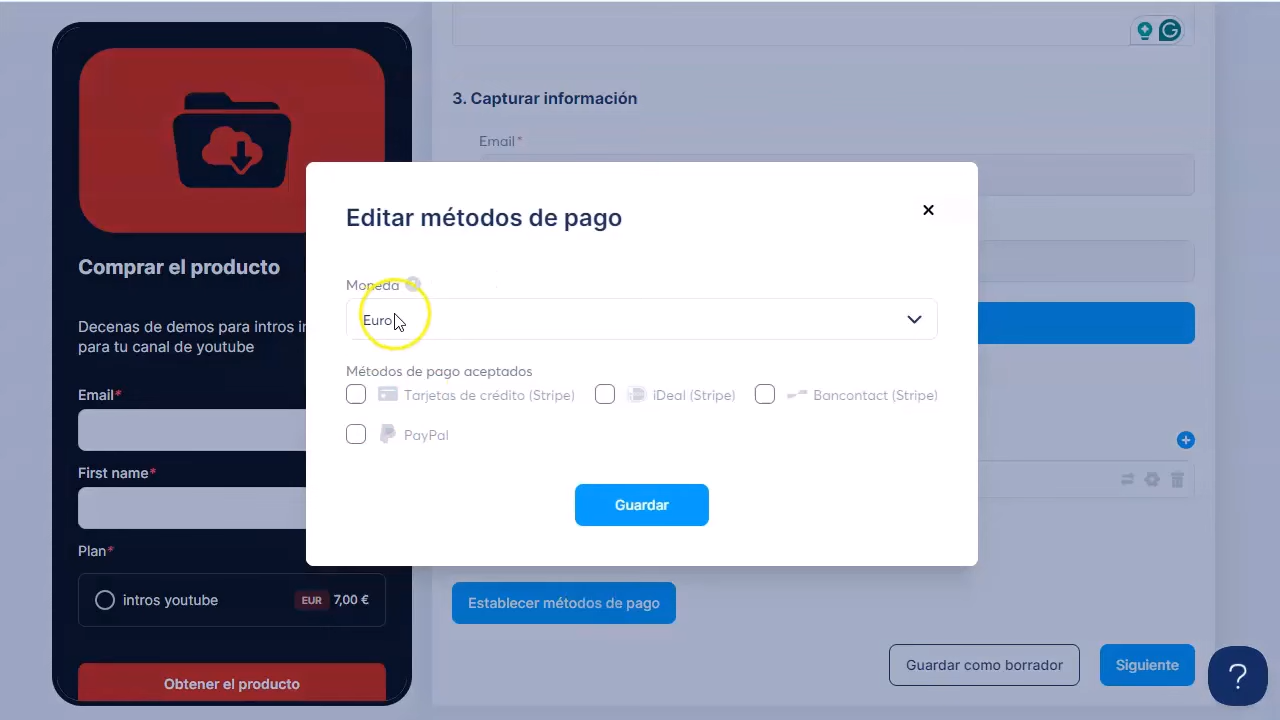 3. Capturar información
Email*
Editar métodos de pago
Comprar el producto
Moneda
Decenas de demos para intros in
para tu canal de youtube
Euro
Métodos de pago aceptados
Tarjetas de crédito (Stripe)
iDeal (Stripe)
Bancontact (Stripe)
Email*
PayPal
First name*
Guardar
Plan*
intros youtube
EUR
7,00 €
Establecer métodos de pago
Guardar como borrador
Siguiente
Obtener el producto
?